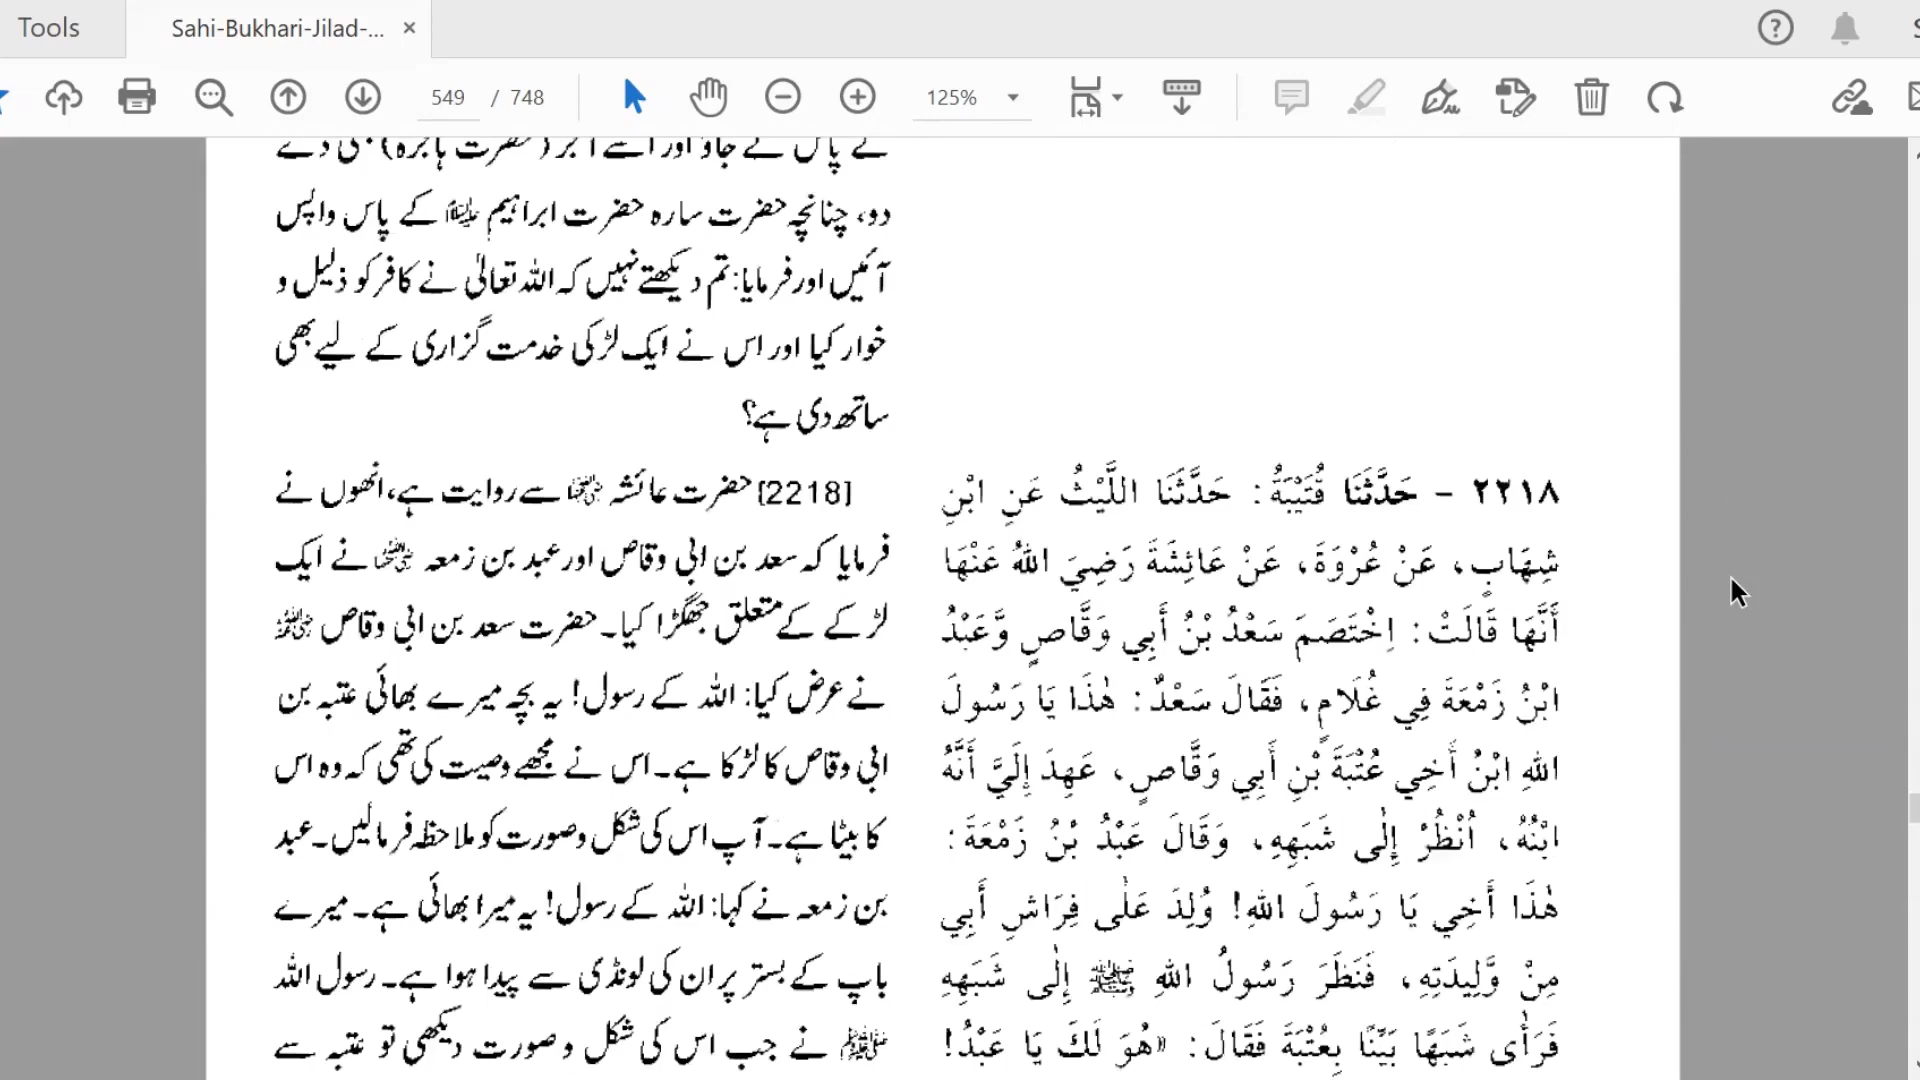 Tools
Sahi-Bukhari-Jilad-...
549 / 748
125%
دو، چنانچہ حضرت سارہ حضرت ابراہیم علیہ السلام کے پاس واپس
آئیں اور فرمایا: تم دیکھتے نہیں کہ اللہ تعالیٰ نے کافر کو ذلیل و
خوار کیا اور اس نے ایک لڑکی خدمت گزاری کے لیے بھی
ساتھ دی ہے؟
٢٢١٨ - حَدَّثَنَا قُتَيْبَةُ: حَدَّثَنَا اللَّيْثُ عَنِ ابْنِ
شِهَابٍ، عَنْ عُرْوَةَ، عَنْ عَائِشَةَ رَضِيَ اللهُ عَنْهَا
أَنَّهَا قَالَتْ: اِخْتَصَمَ سَعْدُ بْنُ أَبِي وَقَّاصٍ وَّعَبْدُ
ابْنُ زَمْعَةَ فِي غُلَامٍ، فَقَالَ سَعْدٌ: هٰذَا يَا رَسُولَ
اللهِ ابْنُ أَخِي عُتْبَةَ بْنِ أَبِي وَقَّاصٍ، عَهِدَ إِلَيَّ أَنَّهُ
ابْنُهُ، اُنْظُرْ إِلٰى شَبَهِهِ، وَقَالَ عَبْدُ بْنُ زَمْعَةَ:
هٰذَا أَخِي يَا رَسُولَ اللهِ! وُلِدَ عَلٰى فِرَاشِ أَبِي
مِنْ وَّلِيدَتِهِ، فَنَظَرَ رَسُولُ اللهِ ﷺ إِلٰى شَبَهِهِ
فَرَأٰى شَبَهًا بَيِّنًا بِعُتْبَةَ فَقَالَ: «هُوَ لَكَ يَا عَبْدُ!
[2218] حضرت عائشہ رضی اللہ عنہا سے روایت ہے، انھوں نے
فرمایا کہ سعد بن ابی وقاص اور عبد بن زمعہ رضی اللہ عنہما نے ایک
لڑکے کے متعلق جھگڑا کیا۔ حضرت سعد بن ابی وقاص رضی اللہ عنہ
نے عرض کیا: اللہ کے رسول! یہ بچہ میرے بھائی عتبہ بن
ابی وقاص کا لڑکا ہے۔ اس نے مجھے وصیت کی تھی کہ وہ اس
کا بیٹا ہے۔ آپ اس کی شکل و صورت کو ملاحظہ فرمالیں۔ عبد
بن زمعہ نے کہا: اللہ کے رسول! یہ میرا بھائی ہے۔ میرے
باپ کے بستر پر ان کی لونڈی سے پیدا ہوا ہے۔ رسول اللہ
ﷺ نے جب اس کی شکل و صورت دیکھی تو عتبہ سے